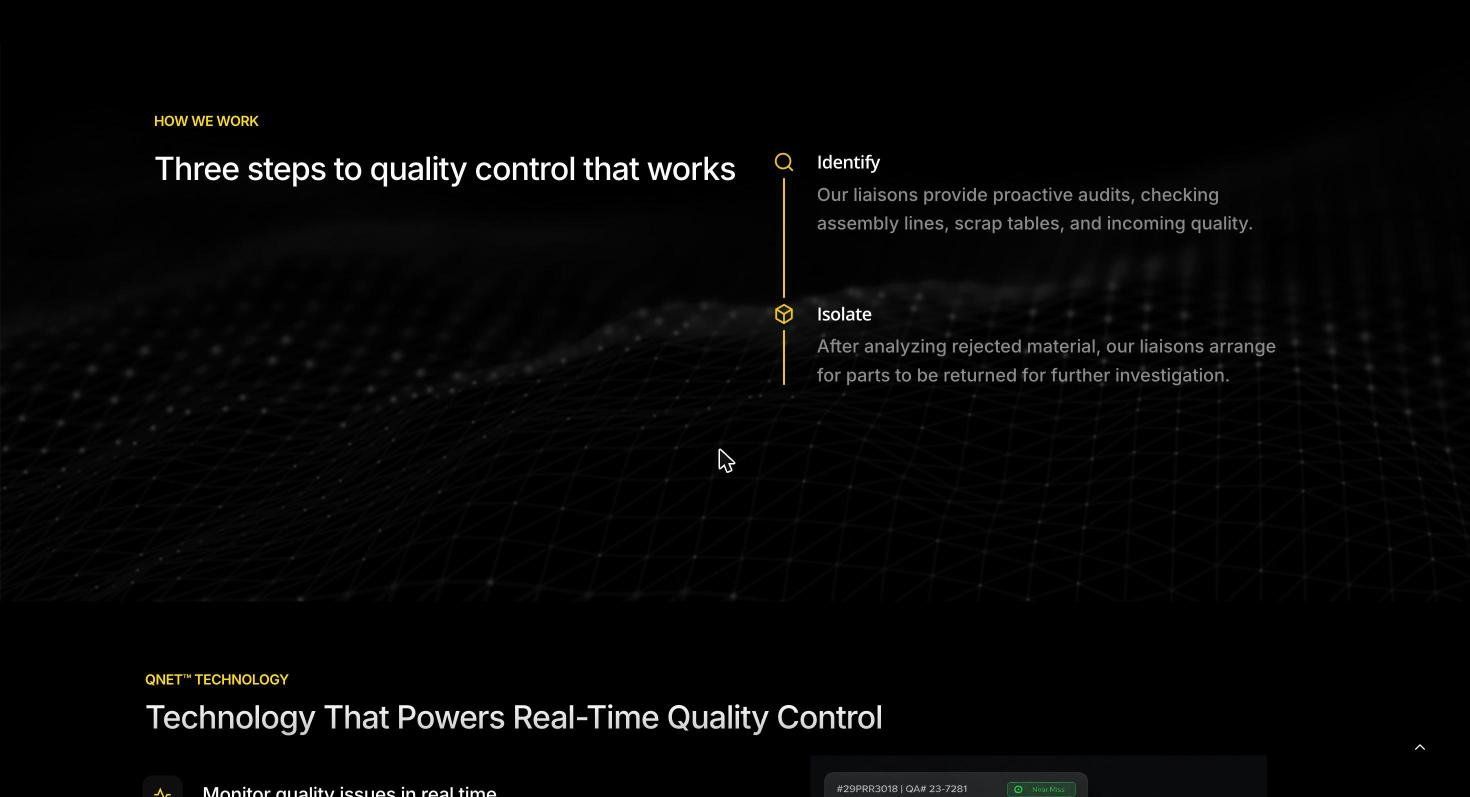 HOW WE WORK
Three steps to quality control that works
Identify
Our liaisons provide proactive audits, checking
assembly lines, scrap tables, and incoming quality.
Isolate
After analyzing rejected material, our liaisons arrange
for parts to be returned for further investigation.
QNET™ TECHNOLOGY
Technology That Powers Real-Time Quality Control
Monitor quality issues in real time
#29PRR3018 | QA# 23-7281
Near Miss